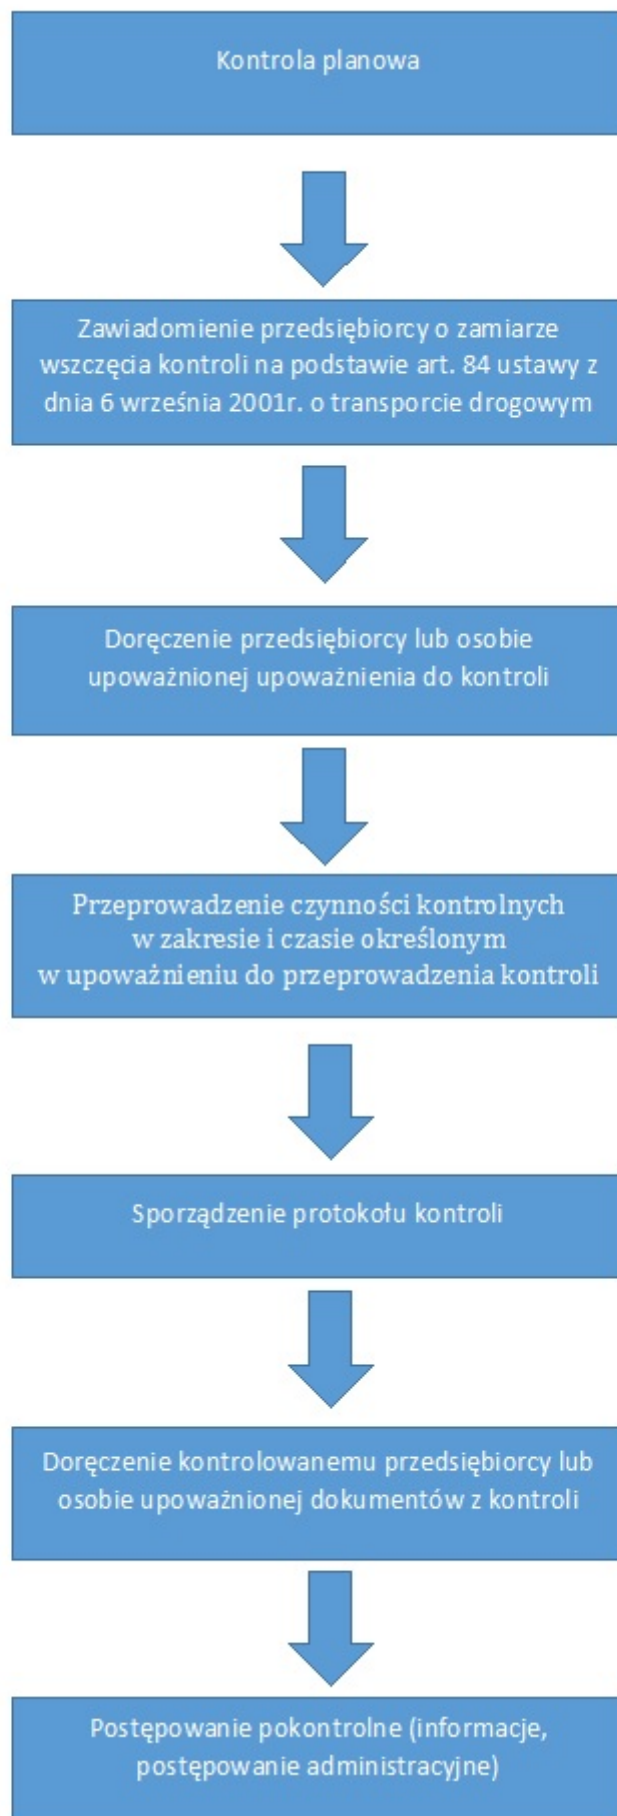 Kontrola planowa
Zawiadomienie przedsiębiorcy o zamiarze
wszczęcia kontroli na podstawie art. 84 ustawy z
dnia 6 września 2001r. o transporcie drogowym
Doręczenie przedsiębiorcy lub osobie
upoważnionej upoważnienia do kontroli
Przeprowadzenie czynności kontrolnych
w zakresie i czasie określonym
w upoważnieniu do przeprowadzenia kontroli
Sporządzenie protokołu kontroli
Doręczenie kontrolowanemu przedsiębiorcy lub
osobie upoważnionej dokumentów z kontroli
Postępowanie pokontrolne (informacje,
postępowanie administracyjne)